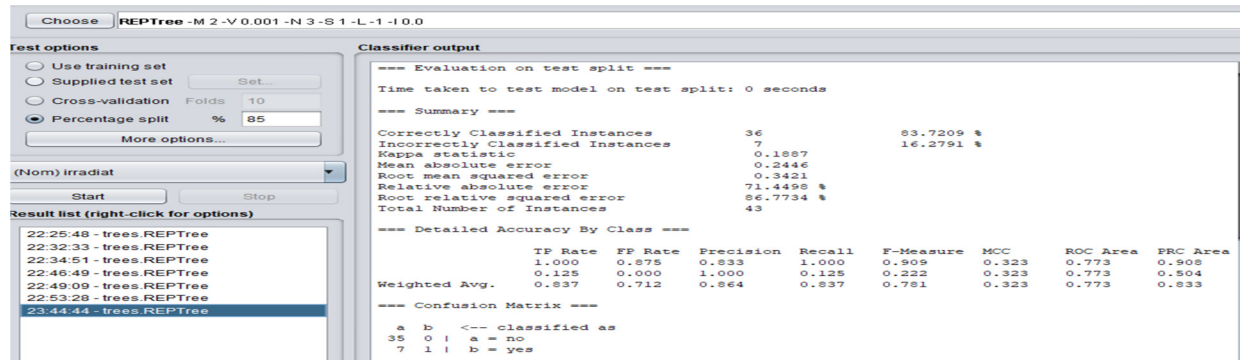 Choose REPTree -M 2 -V 0.001 -N 3 -S 1 -L -1 -I 0.0
Test options
Use training set
Supplied test set Set...
Cross-validation Folds 10
Percentage split % 85
More options...
(Nom) irradiat
Start Stop
Result list (right-click for options)
22:25:48 - trees.REPTree
22:32:33 - trees.REPTree
22:34:51 - trees.REPTree
22:46:49 - trees.REPTree
22:49:09 - trees.REPTree
22:53:28 - trees.REPTree
23:44:44 - trees.REPTree
Classifier output
=== Evaluation on test split ===
Time taken to test model on test split: 0 seconds
=== Summary ===
Correctly Classified Instances 36 83.7209 %
Incorrectly Classified Instances 7 16.2791 %
Kappa statistic 0.1887
Mean absolute error 0.2446
Root mean squared error 0.3421
Relative absolute error 71.4498 %
Root relative squared error 86.7734 %
Total Number of Instances 43
=== Detailed Accuracy By Class ===
TP Rate FP Rate Precision Recall F-Measure MCC ROC Area PRC Area
1.000 0.875 0.833 1.000 0.909 0.323 0.773 0.908
0.125 0.000 1.000 0.125 0.222 0.323 0.773 0.504
Weighted Avg. 0.837 0.712 0.864 0.837 0.781 0.323 0.773 0.833
=== Confusion Matrix ===
a b <-- classified as
35 0 | a = no
7 1 | b = yes